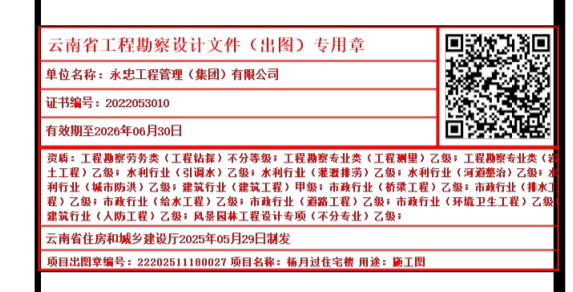 云南省工程勘察设计文件（出图）专用章
单位名称：永忠工程管理（集团）有限公司
证书编号：2022053010
有效期至2026年06月30日
资质：工程勘察劳务类（工程钻探）不分等级；工程勘察专业类（工程测量）乙级；工程勘察专业类（岩
土工程）乙级；水利行业（引调水）乙级；水利行业（灌溉排涝）乙级；水利行业（河道整治）乙级；水
利行业（城市防洪）乙级；建筑行业（建筑工程）甲级；市政行业（桥梁工程）乙级；市政行业（排水工
程）乙级；市政行业（给水工程）乙级；市政行业（道路工程）乙级；市政行业（环境卫生工程）乙级
建筑行业（人防工程）乙级；风景园林工程设计专项（不分专业）乙级；
云南省住房和城乡建设厅2025年05月29日制发
项目出图章编号：22202511180027 项目名称：杨月过住宅楼 用途：施工图